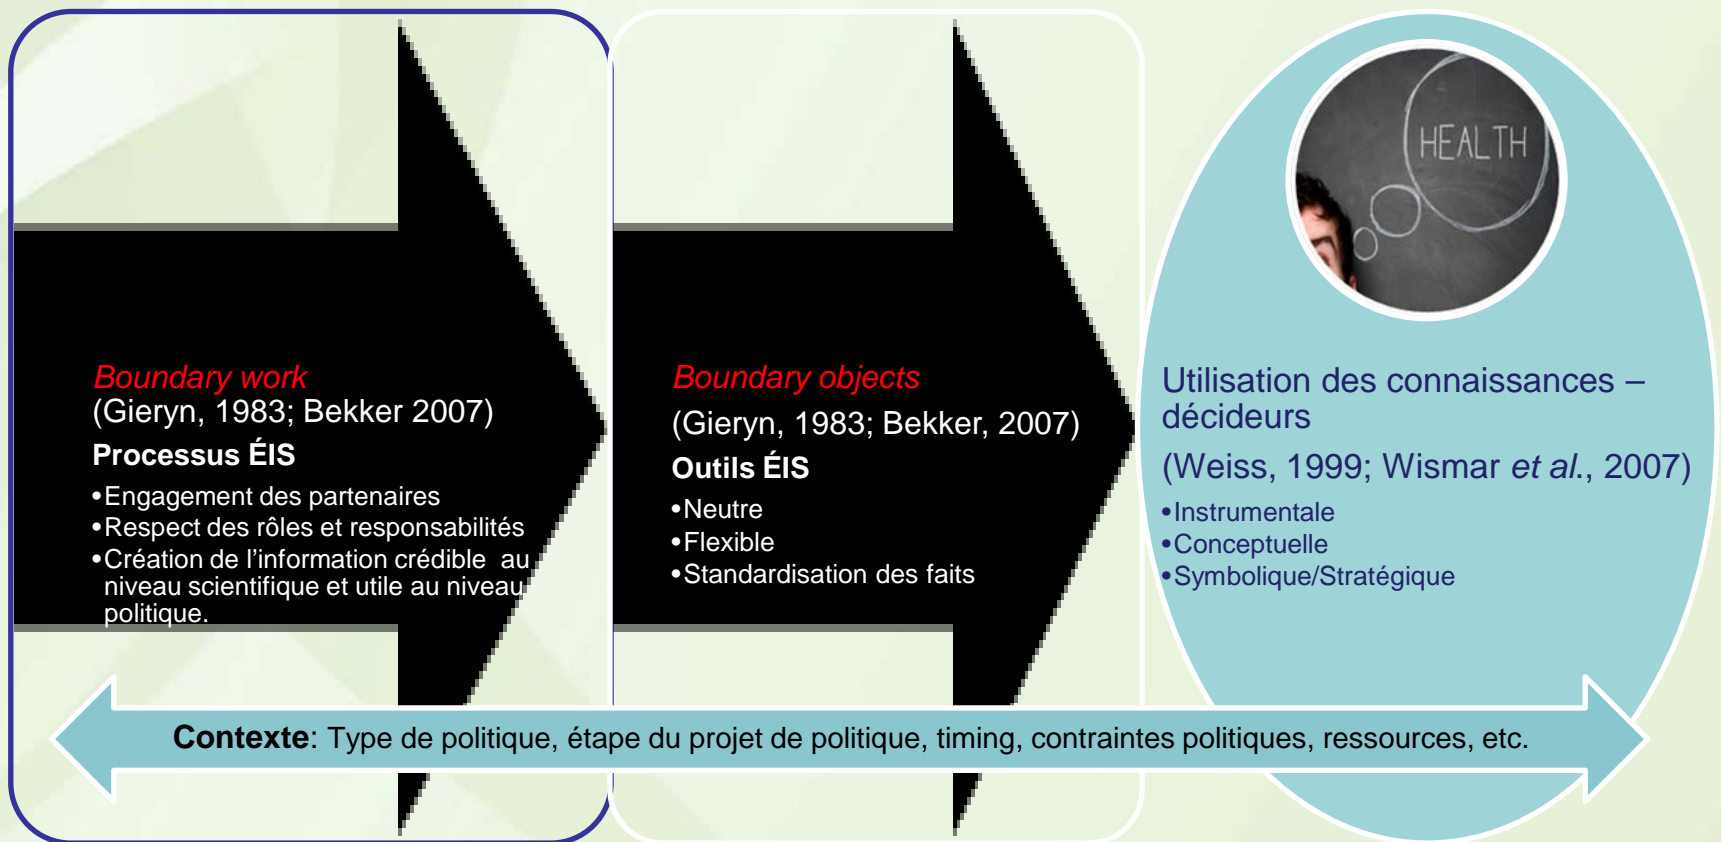 Boundary work
(Gieryn, 1983; Bekker 2007)
Processus ÉIS
•Engagement des partenaires
•Respect des rôles et responsabilités
•Création de l'information crédible au
niveau scientifique et utile au niveau
politique.
Boundary objects
(Gieryn, 1983; Bekker, 2007)
Outils ÉIS
•Neutre
•Flexible
•Standardisation des faits
HEALTH
Utilisation des connaissances –
décideurs
(Weiss, 1999; Wismar et al., 2007)
•Instrumentale
•Conceptuelle
•Symbolique/Stratégique
Contexte: Type de politique, étape du projet de politique, timing, contraintes politiques, ressources, etc.